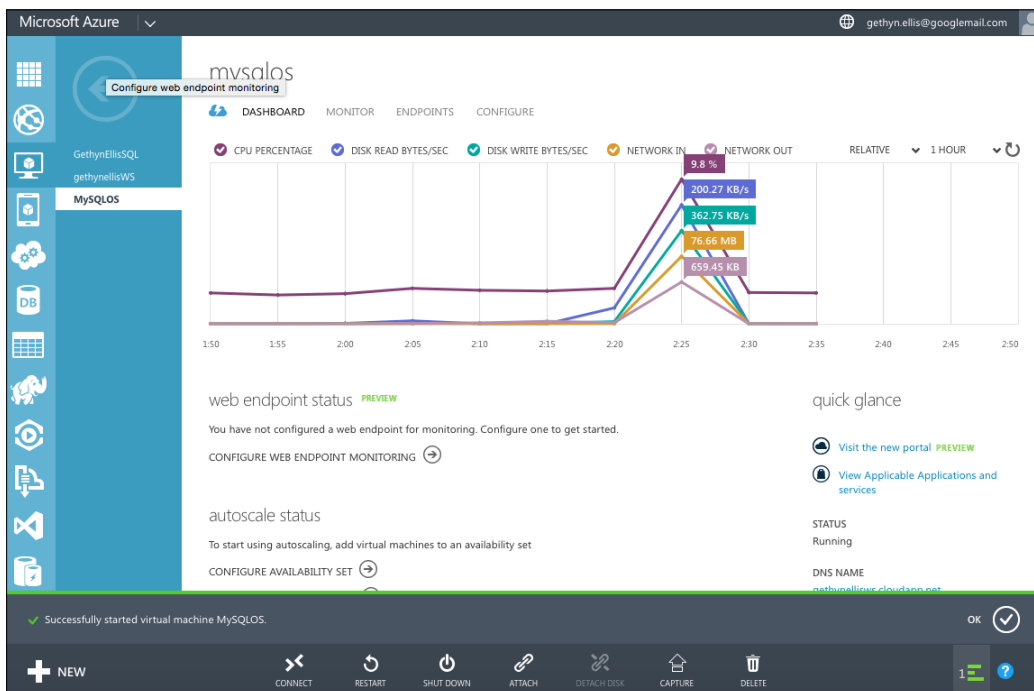 Microsoft Azure
gethyn.ellis@googlemail.com
Configure web endpoint monitoring
GethynEllisSQL
gethynellisWS
MySQLOS
DB
mysqlos
DASHBOARD MONITOR ENDPOINTS CONFIGURE
CPU PERCENTAGE DISK READ BYTES/SEC DISK WRITE BYTES/SEC NETWORK IN NETWORK OUT RELATIVE 1 HOUR
9.8 %
200.27 KB/s
362.75 KB/s
76.66 MB
659.45 KB
1:50 1:55 2:00 2:05 2:10 2:15 2:20 2:25 2:30 2:35 2:40 2:45 2:50
web endpoint status PREVIEW
You have not configured a web endpoint for monitoring. Configure one to get started.
CONFIGURE WEB ENDPOINT MONITORING
autoscale status
To start using autoscaling, add virtual machines to an availability set
CONFIGURE AVAILABILITY SET
quick glance
Visit the new portal PREVIEW
View Applicable Applications and
services
STATUS
Running
DNS NAME
gethynellisws.cloudapp.net
Successfully started virtual machine MySQLOS.
OK
NEW
CONNECT RESTART SHUT DOWN ATTACH DETACH DISK CAPTURE DELETE
1
?